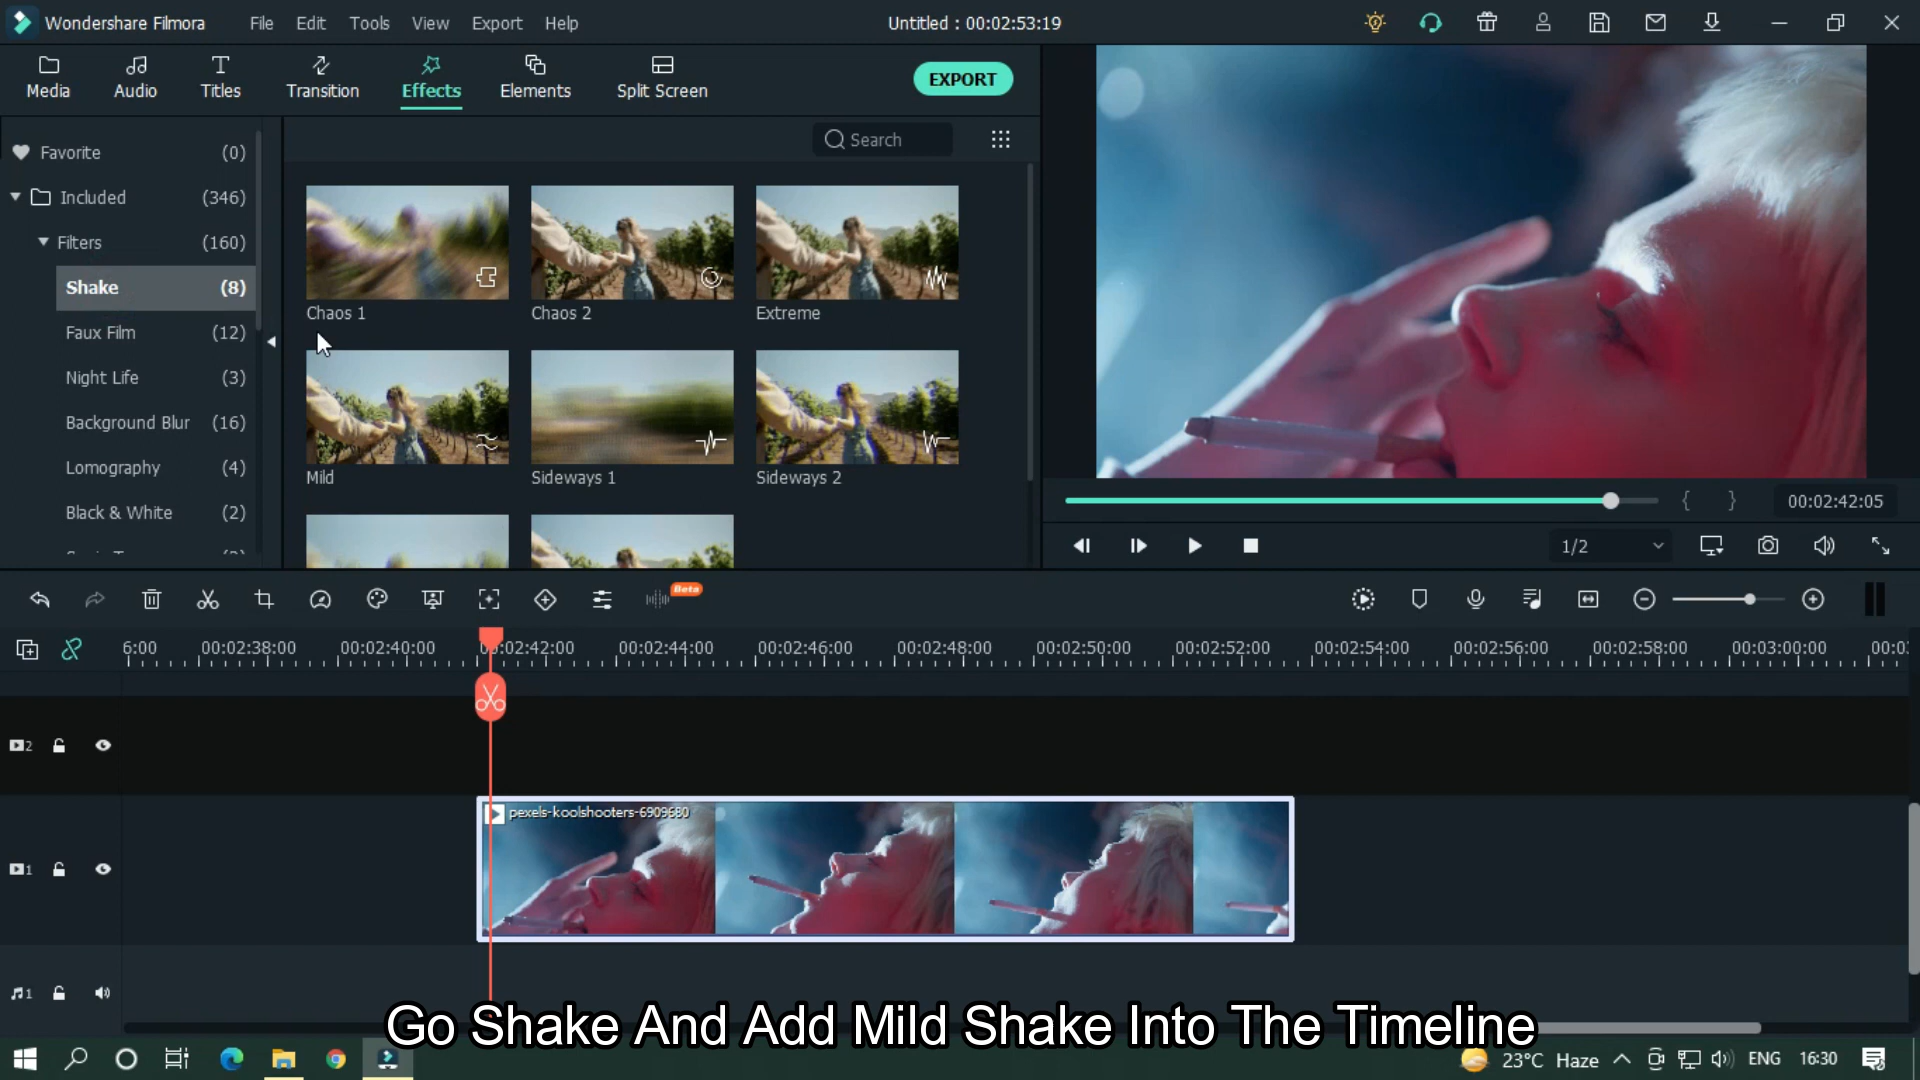 Wondershare Filmora File Edit Tools View Export Help Untitled : 00:02:53:19
Media Audio Titles Transition Effects Elements Split Screen EXPORT
Search
Favorite (0)
Included (346)
Filters (160)
Shake (8)
Faux Film (12)
Night Life (3)
Background Blur (16)
Lomography (4)
Black & White (2)
Chaos 1 Chaos 2 Extreme
Mild Sideways 1 Sideways 2
00:02:42:05
1/2
Beta
6:00 00:02:38:00 00:02:40:00 00:02:42:00 00:02:44:00 00:02:46:00 00:02:48:00 00:02:50:00 00:02:52:00 00:02:54:00 00:02:56:00 00:02:58:00 00:03:00:00
2
pexels-koolshooters-6909680
1
1
Go Shake And Add Mild Shake Into The Timeline
23°C Haze ENG 16:30